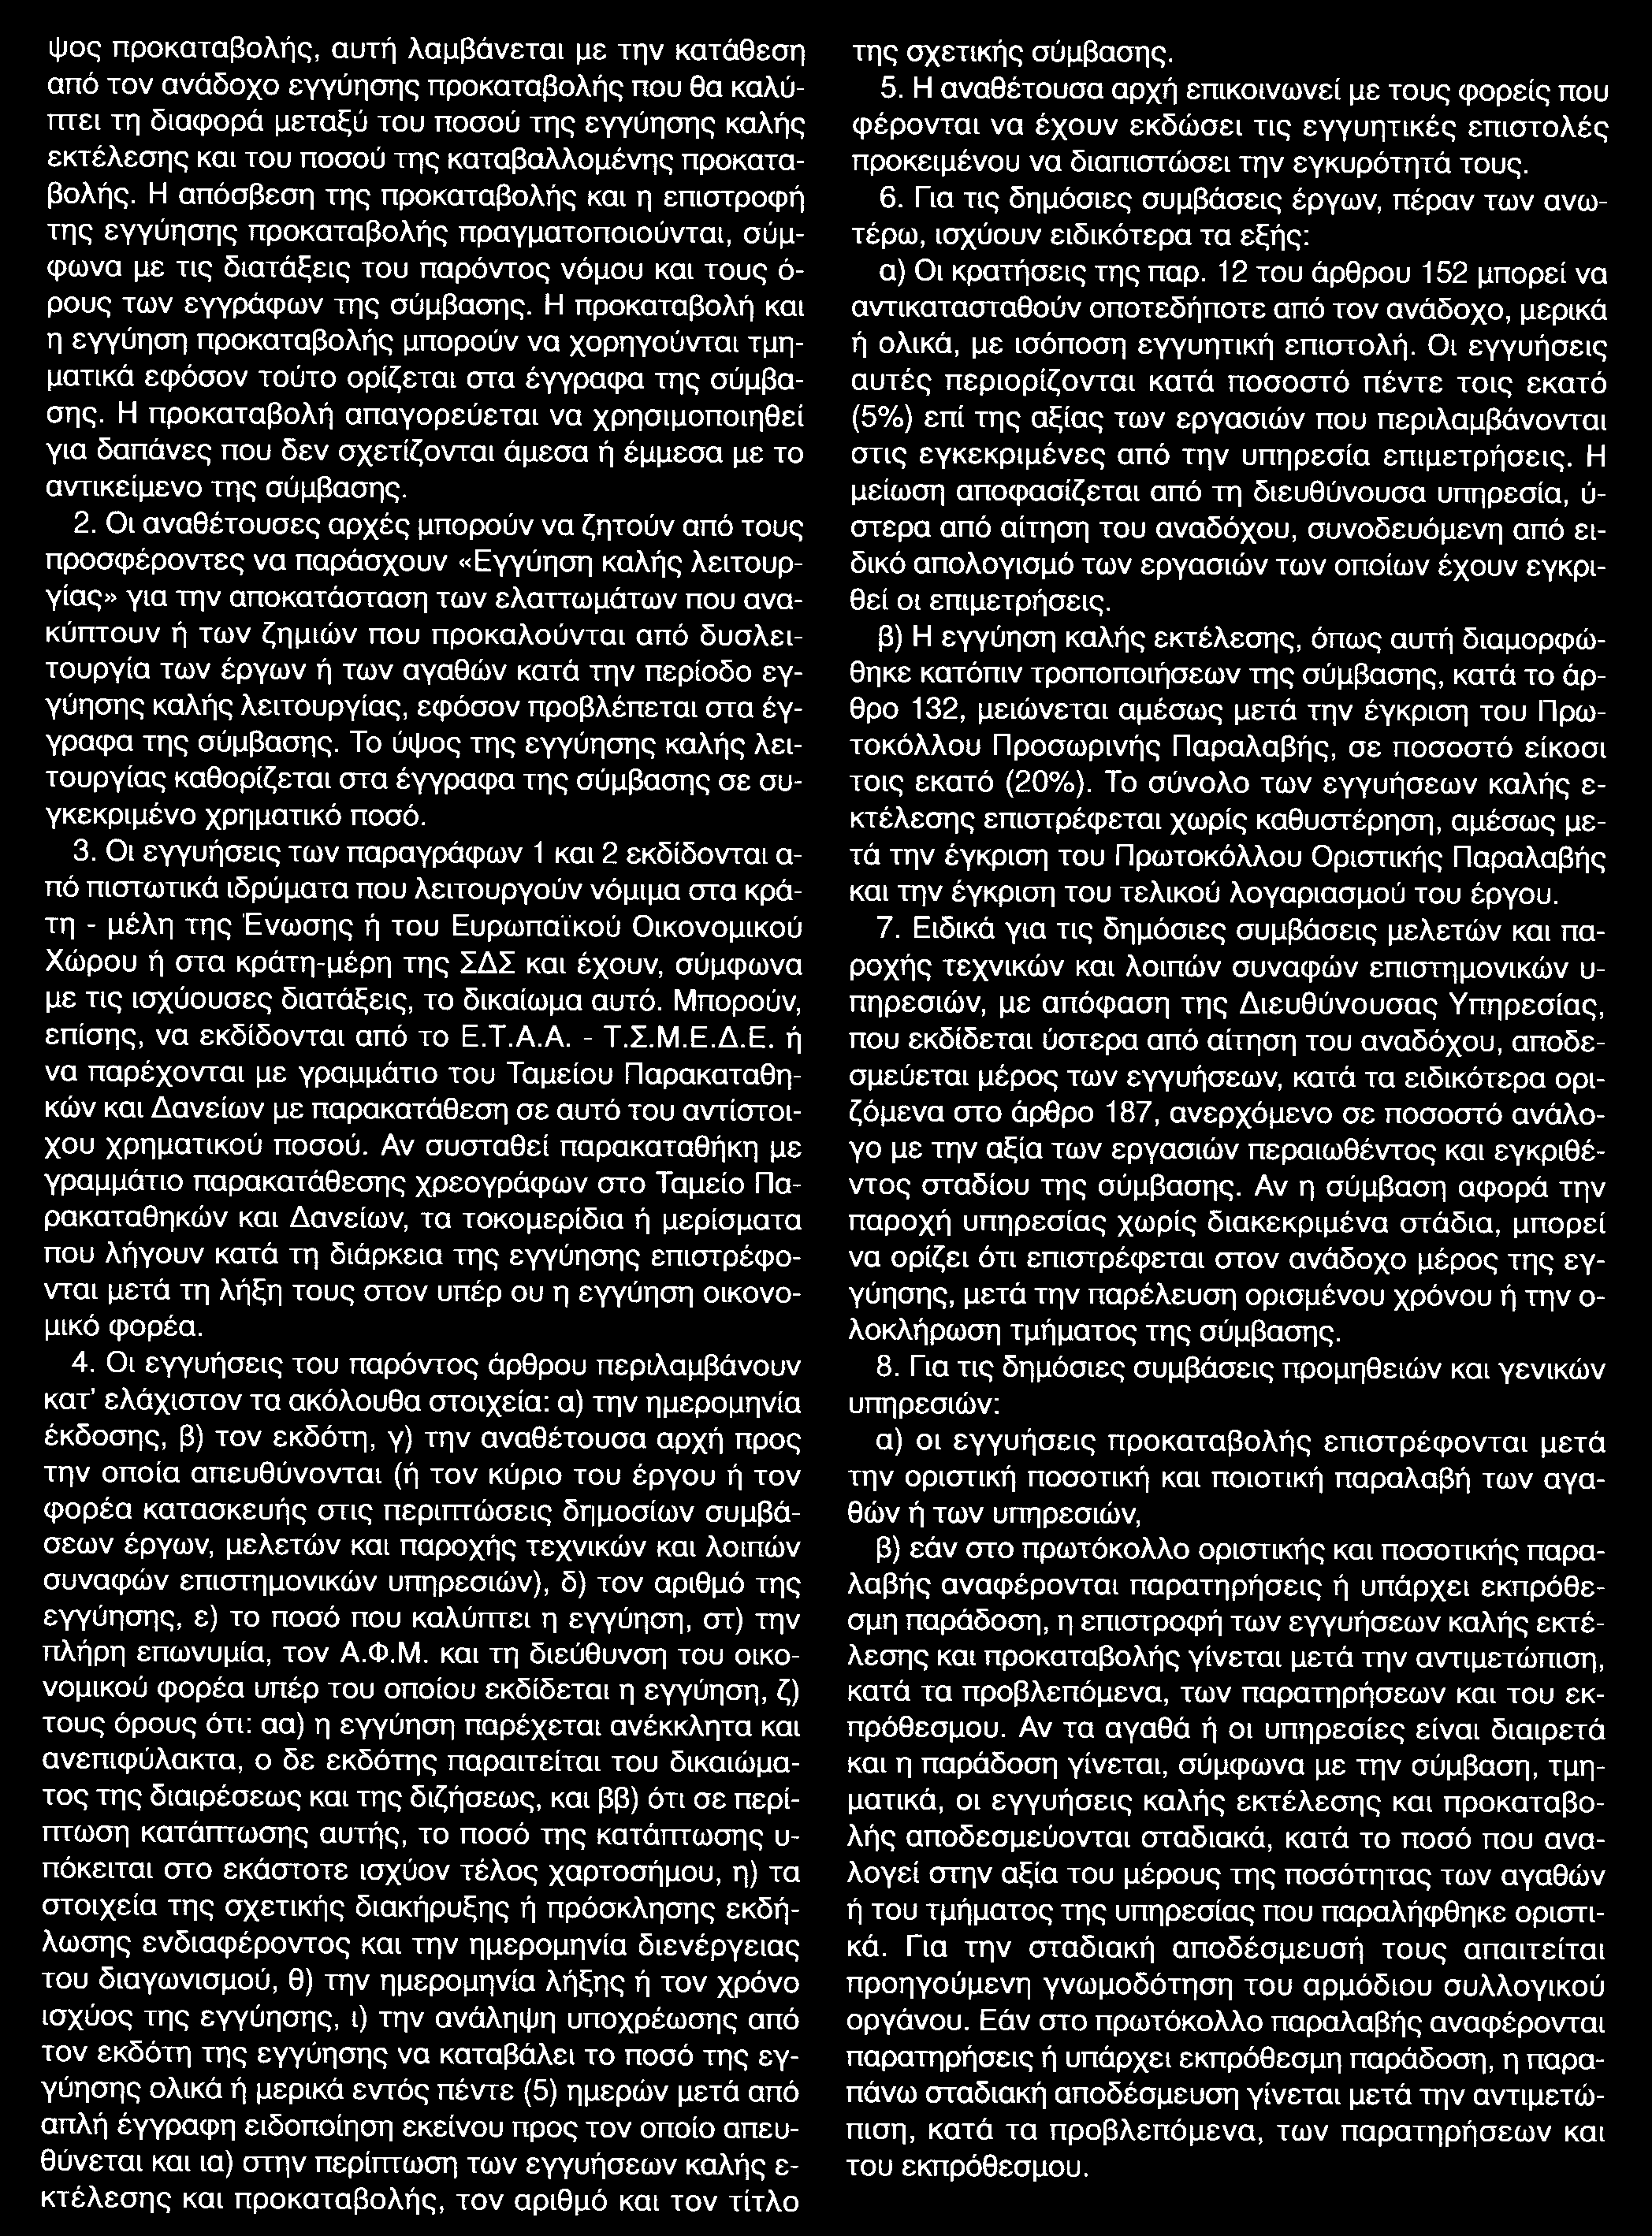 ψος προκαταβολής, αυτή λαμβάνεται με την κατάθεση
από τον ανάδοχο εγγύησης προκαταβολής που θα καλύ-
πτει τη διαφορά μεταξύ του ποσού της εγγύησης καλής
εκτέλεσης και του ποσού της καταβαλλομένης προκατα-
βολής. Η απόσβεση της προκαταβολής και η επιστροφή
της εγγύησης προκαταβολής πραγματοποιούνται, σύμ-
φωνα με τις διατάξεις του παρόντος νόμου και τους ό-
ρους των εγγράφων της σύμβασης. Η προκαταβολή και
η εγγύηση προκαταβολής μπορούν να χορηγούνται τμη-
ματικά εφόσον τούτο ορίζεται στα έγγραφα της σύμβα-
σης. Η προκαταβολή απαγορεύεται να χρησιμοποιηθεί
για δαπάνες που δεν σχετίζονται άμεσα ή έμμεσα με το
αντικείμενο της σύμβασης.
2. Οι αναθέτουσες αρχές μπορούν να ζητούν από τους
προσφέροντες να παράσχουν «Εγγύηση καλής λειτουρ-
γίας» για την αποκατάσταση των ελαττωμάτων που ανα-
κύπτουν ή των ζημιών που προκαλούνται από δυσλει-
τουργία των έργων ή των αγαθών κατά την περίοδο εγ-
γύησης καλής λειτουργίας, εφόσον προβλέπεται στα έγ-
γραφα της σύμβασης. Το ύψος της εγγύησης καλής λει-
τουργίας καθορίζεται στα έγγραφα της σύμβασης σε συ-
γκεκριμένο χρηματικό ποσό.
3. Οι εγγυήσεις των παραγράφων 1 και 2 εκδίδονται α-
πό πιστωτικά ιδρύματα που λειτουργούν νόμιμα στα κρά-
τη - μέλη της Ένωσης ή του Ευρωπαϊκού Οικονομικού
Χώρου ή στα κράτη-μέρη της ΣΔΣ και έχουν, σύμφωνα
με τις ισχύουσες διατάξεις, το δικαίωμα αυτό. Μπορούν,
επίσης, να εκδίδονται από το Ε.Τ.Α.Α. - Τ.Σ.Μ.Ε.Δ.Ε. ή
να παρέχονται με γραμμάτιο του Ταμείου Παρακαταθη-
κών και Δανείων με παρακατάθεση σε αυτό του αντίστοι-
χου χρηματικού ποσού. Αν συσταθεί παρακαταθήκη με
γραμμάτιο παρακατάθεσης χρεογράφων στο Ταμείο Πα-
ρακαταθηκών και Δανείων, τα τοκομερίδια ή μερίσματα
που λήγουν κατά τη διάρκεια της εγγύησης επιστρέφο-
νται μετά τη λήξη τους στον υπέρ ου η εγγύηση οικονο-
μικό φορέα.
4. Οι εγγυήσεις του παρόντος άρθρου περιλαμβάνουν
κατ' ελάχιστον τα ακόλουθα στοιχεία: α) την ημερομηνία
έκδοσης, β) τον εκδότη, γ) την αναθέτουσα αρχή προς
την οποία απευθύνονται (ή τον κύριο του έργου ή τον
φορέα κατασκευής στις περιπτώσεις δημοσίων συμβά-
σεων έργων, μελετών και παροχής τεχνικών και λοιπών
συναφών επιστημονικών υπηρεσιών), δ) τον αριθμό της
εγγύησης, ε) το ποσό που καλύπτει η εγγύηση, στ) την
πλήρη επωνυμία, τον Α.Φ.Μ. και τη διεύθυνση του οικο-
νομικού φορέα υπέρ του οποίου εκδίδεται η εγγύηση, ζ)
τους όρους ότι: αα) η εγγύηση παρέχεται ανέκκλητα και
ανεπιφύλακτα, ο δε εκδότης παραιτείται του δικαιώμα-
τος της διαιρέσεως και της διζήσεως, και ββ) ότι σε περί-
πτωση κατάπτωσης αυτής, το ποσό της κατάπτωσης υ-
πόκειται στο εκάστοτε ισχύον τέλος χαρτοσήμου, η) τα
στοιχεία της σχετικής διακήρυξης ή πρόσκλησης εκδή-
λωσης ενδιαφέροντος και την ημερομηνία διενέργειας
του διαγωνισμού, θ) την ημερομηνία λήξης ή τον χρόνο
ισχύος της εγγύησης, ι) την ανάληψη υποχρέωσης από
τον εκδότη της εγγύησης να καταβάλει το ποσό της εγ-
γύησης ολικά ή μερικά εντός πέντε (5) ημερών μετά από
απλή έγγραφη ειδοποίηση εκείνου προς τον οποίο απευ-
θύνεται και ια) στην περίπτωση των εγγυήσεων καλής ε-
κτέλεσης και προκαταβολής, τον αριθμό και τον τίτλο
της σχετικής σύμβασης.
5. Η αναθέτουσα αρχή επικοινωνεί με τους φορείς που
φέρονται να έχουν εκδώσει τις εγγυητικές επιστολές
προκειμένου να διαπιστώσει την εγκυρότητά τους.
6. Για τις δημόσιες συμβάσεις έργων, πέραν των ανω-
τέρω, ισχύουν ειδικότερα τα εξής:
α) Οι κρατήσεις της παρ. 12 του άρθρου 152 μπορεί να
αντικατασταθούν οποτεδήποτε από τον ανάδοχο, μερικά
ή ολικά, με ισόποση εγγυητική επιστολή. Οι εγγυήσεις
αυτές περιορίζονται κατά ποσοστό πέντε τοις εκατό
(5%) επί της αξίας των εργασιών που περιλαμβάνονται
στις εγκεκριμένες από την υπηρεσία επιμετρήσεις. Η
μείωση αποφασίζεται από τη διευθύνουσα υπηρεσία, ύ-
στερα από αίτηση του αναδόχου, συνοδευόμενη από ει-
δικό απολογισμό των εργασιών των οποίων έχουν εγκρι-
θεί οι επιμετρήσεις.
β) Η εγγύηση καλής εκτέλεσης, όπως αυτή διαμορφώ-
θηκε κατόπιν τροποποιήσεων της σύμβασης, κατά το άρ-
θρο 132, μειώνεται αμέσως μετά την έγκριση του Πρω-
τοκόλλου Προσωρινής Παραλαβής, σε ποσοστό είκοσι
τοις εκατό (20%). Το σύνολο των εγγυήσεων καλής ε-
κτέλεσης επιστρέφεται χωρίς καθυστέρηση, αμέσως με-
τά την έγκριση του Πρωτοκόλλου Οριστικής Παραλαβής
και την έγκριση του τελικού λογαριασμού του έργου.
7. Ειδικά για τις δημόσιες συμβάσεις μελετών και πα-
ροχής τεχνικών και λοιπών συναφών επιστημονικών υ-
πηρεσιών, με απόφαση της Διευθύνουσας Υπηρεσίας,
που εκδίδεται ύστερα από αίτηση του αναδόχου, αποδε-
σμεύεται μέρος των εγγυήσεων, κατά τα ειδικότερα ορι-
ζόμενα στο άρθρο 187, ανερχόμενο σε ποσοστό ανάλο-
γο με την αξία των εργασιών περαιωθέντος και εγκριθέ-
ντος σταδίου της σύμβασης. Αν η σύμβαση αφορά την
παροχή υπηρεσίας χωρίς διακεκριμένα στάδια, μπορεί
να ορίζει ότι επιστρέφεται στον ανάδοχο μέρος της εγ-
γύησης, μετά την παρέλευση ορισμένου χρόνου ή την ο-
λοκλήρωση τμήματος της σύμβασης.
8. Για τις δημόσιες συμβάσεις προμηθειών και γενικών
υπηρεσιών:
α) οι εγγυήσεις προκαταβολής επιστρέφονται μετά
την οριστική ποσοτική και ποιοτική παραλαβή των αγα-
θών ή των υπηρεσιών,
β) εάν στο πρωτόκολλο οριστικής και ποσοτικής παρα-
λαβής αναφέρονται παρατηρήσεις ή υπάρχει εκπρόθε-
σμη παράδοση, η επιστροφή των εγγυήσεων καλής εκτέ-
λεσης και προκαταβολής γίνεται μετά την αντιμετώπιση,
κατά τα προβλεπόμενα, των παρατηρήσεων και του εκ-
πρόθεσμου. Αν τα αγαθά ή οι υπηρεσίες είναι διαιρετά
και η παράδοση γίνεται, σύμφωνα με την σύμβαση, τμη-
ματικά, οι εγγυήσεις καλής εκτέλεσης και προκαταβο-
λής αποδεσμεύονται σταδιακά, κατά το ποσό που ανα-
λογεί στην αξία του μέρους της ποσότητας των αγαθών
ή του τμήματος της υπηρεσίας που παραλήφθηκε οριστι-
κά. Για την σταδιακή αποδέσμευσή τους απαιτείται
προηγούμενη γνωμοδότηση του αρμόδιου συλλογικού
οργάνου. Εάν στο πρωτόκολλο παραλαβής αναφέρονται
παρατηρήσεις ή υπάρχει εκπρόθεσμη παράδοση, η παρα-
πάνω σταδιακή αποδέσμευση γίνεται μετά την αντιμετώ-
πιση, κατά τα προβλεπόμενα, των παρατηρήσεων και
του εκπρόθεσμου.